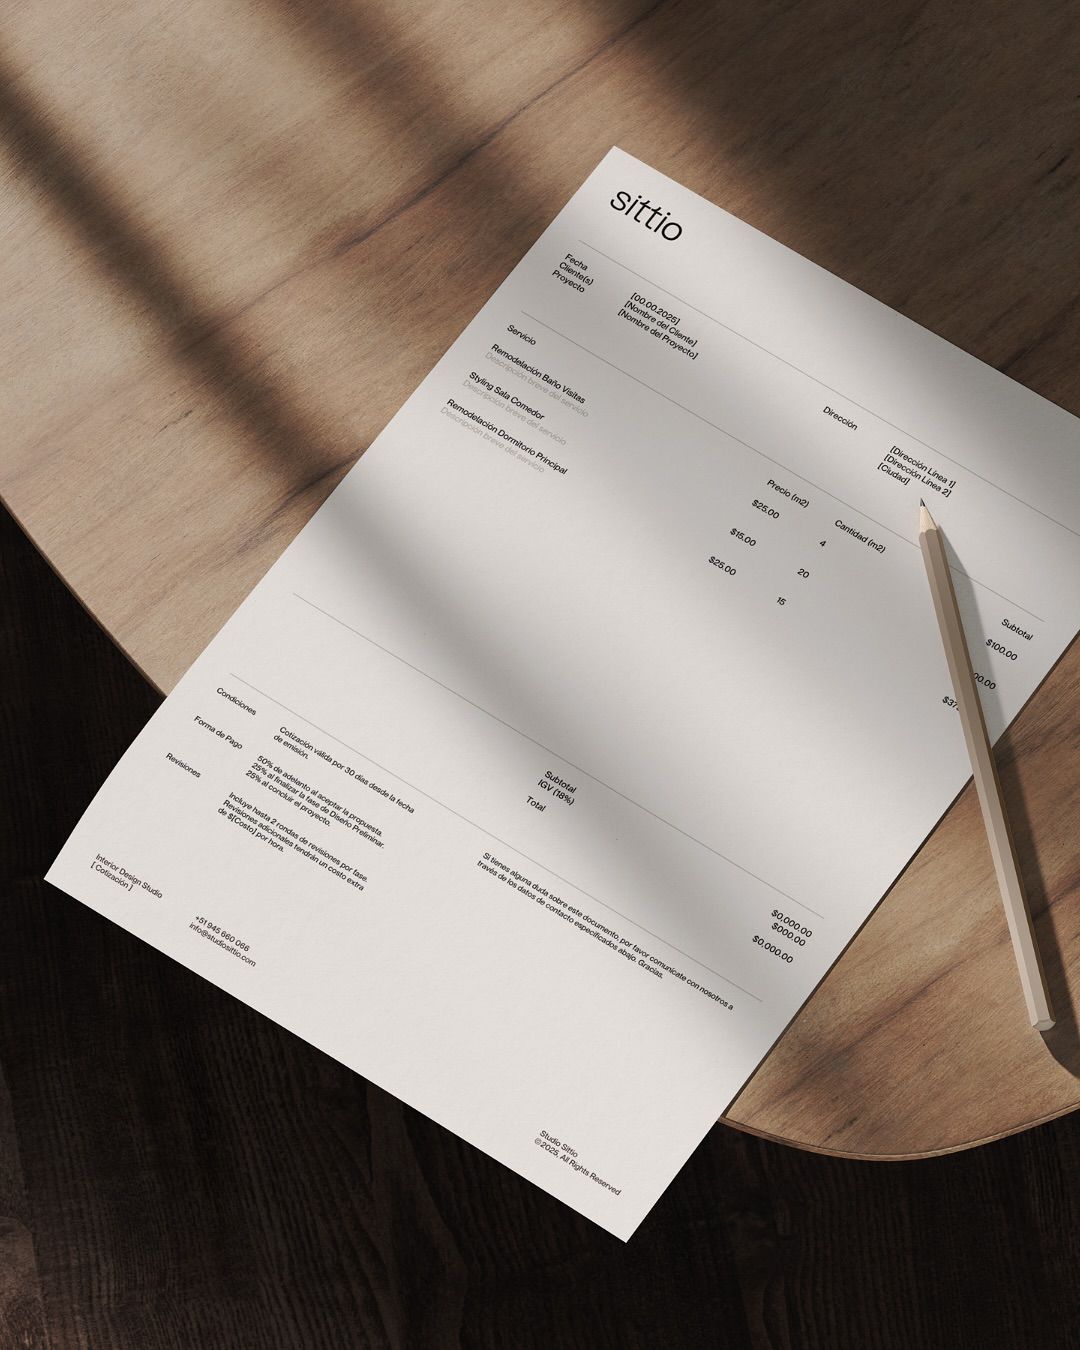 sittio
Fecha
Cliente(s)
Proyecto
[00.00.2025]
[Nombre del Cliente]
[Nombre del Proyecto]
Dirección
[Dirección Línea 1]
[Dirección Línea 2]
[Ciudad]
Servicio
Precio (m2)
Cantidad (m2)
Subtotal
Remodelación Baño Visitas
Descripción breve del servicio
$25.00
4
$100.00
Styling Sala Comedor
Descripción breve del servicio
$15.00
20
00.00
Remodelación Dormitorio Principal
Descripción breve del servicio
$25.00
15
$37
Subtotal
$0,000.00
IGV (18%)
$000.00
Total
$0,000.00
Condiciones
Cotización válida por 30 días desde la fecha
de emisión.
Forma de Pago
50% de adelanto al aceptar la propuesta.
25% al finalizar la fase de Diseño Preliminar.
25% al concluir el proyecto.
Revisiones
Incluye hasta 2 rondas de revisiones por fase.
Revisiones adicionales tendrán un costo extra
de $[Costo] por hora.
Si tienes alguna duda sobre este documento, por favor comunícate con nosotros a
través de los datos de contacto especificados abajo. Gracias.
Interior Design Studio
[ Cotización ]
+51 945 660 066
info@studiosittio.com
Studio Sittio
©2025, All Rights Reserved